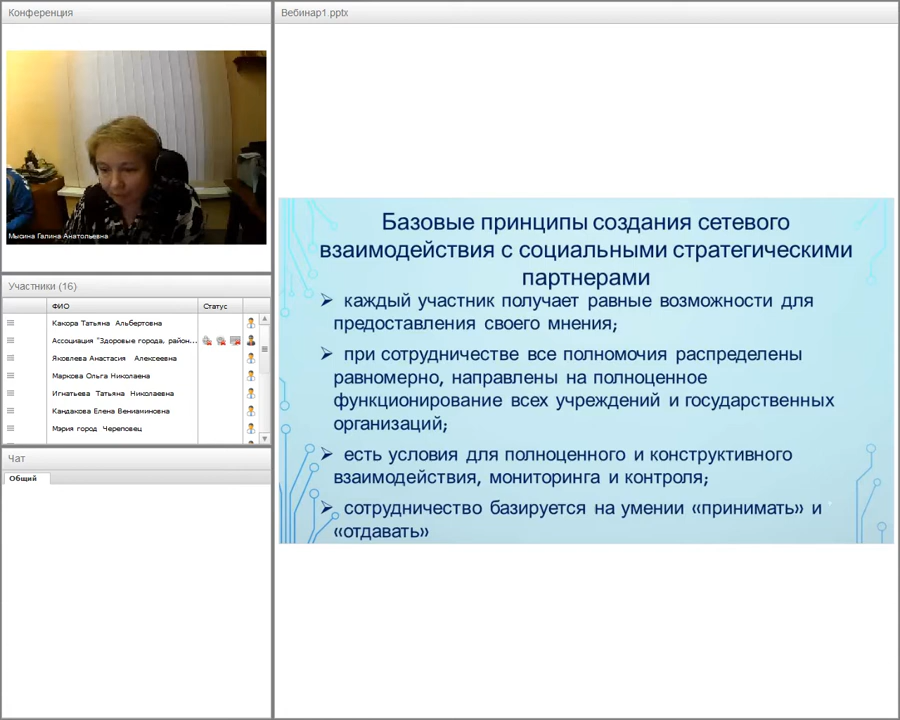 Конференция
Мысина Галина Анатольевна
Участники (16)
ФИО
Статус
Какора Татьяна Альбертовна
Ассоциация "Здоровые города, район...
Яковлева Анастасия Алексеевна
Маркова Ольга Николаена
Игнатьева Татьяна Николаевна
Кандакова Елена Вениаминовна
Мэрия город Череповец
Чат
Общий
Вебинар1.pptx
Базовые принципы создания сетевого
взаимодействия с социальными стратегическими
партнерами
каждый участник получает равные возможности для
предоставления своего мнения;
при сотрудничестве все полномочия распределены
равномерно, направлены на полноценное
функционирование всех учреждений и государственных
организаций;
есть условия для полноценного и конструктивного
взаимодействия, мониторинга и контроля;
сотрудничество базируется на умении «принимать» и
«отдавать»